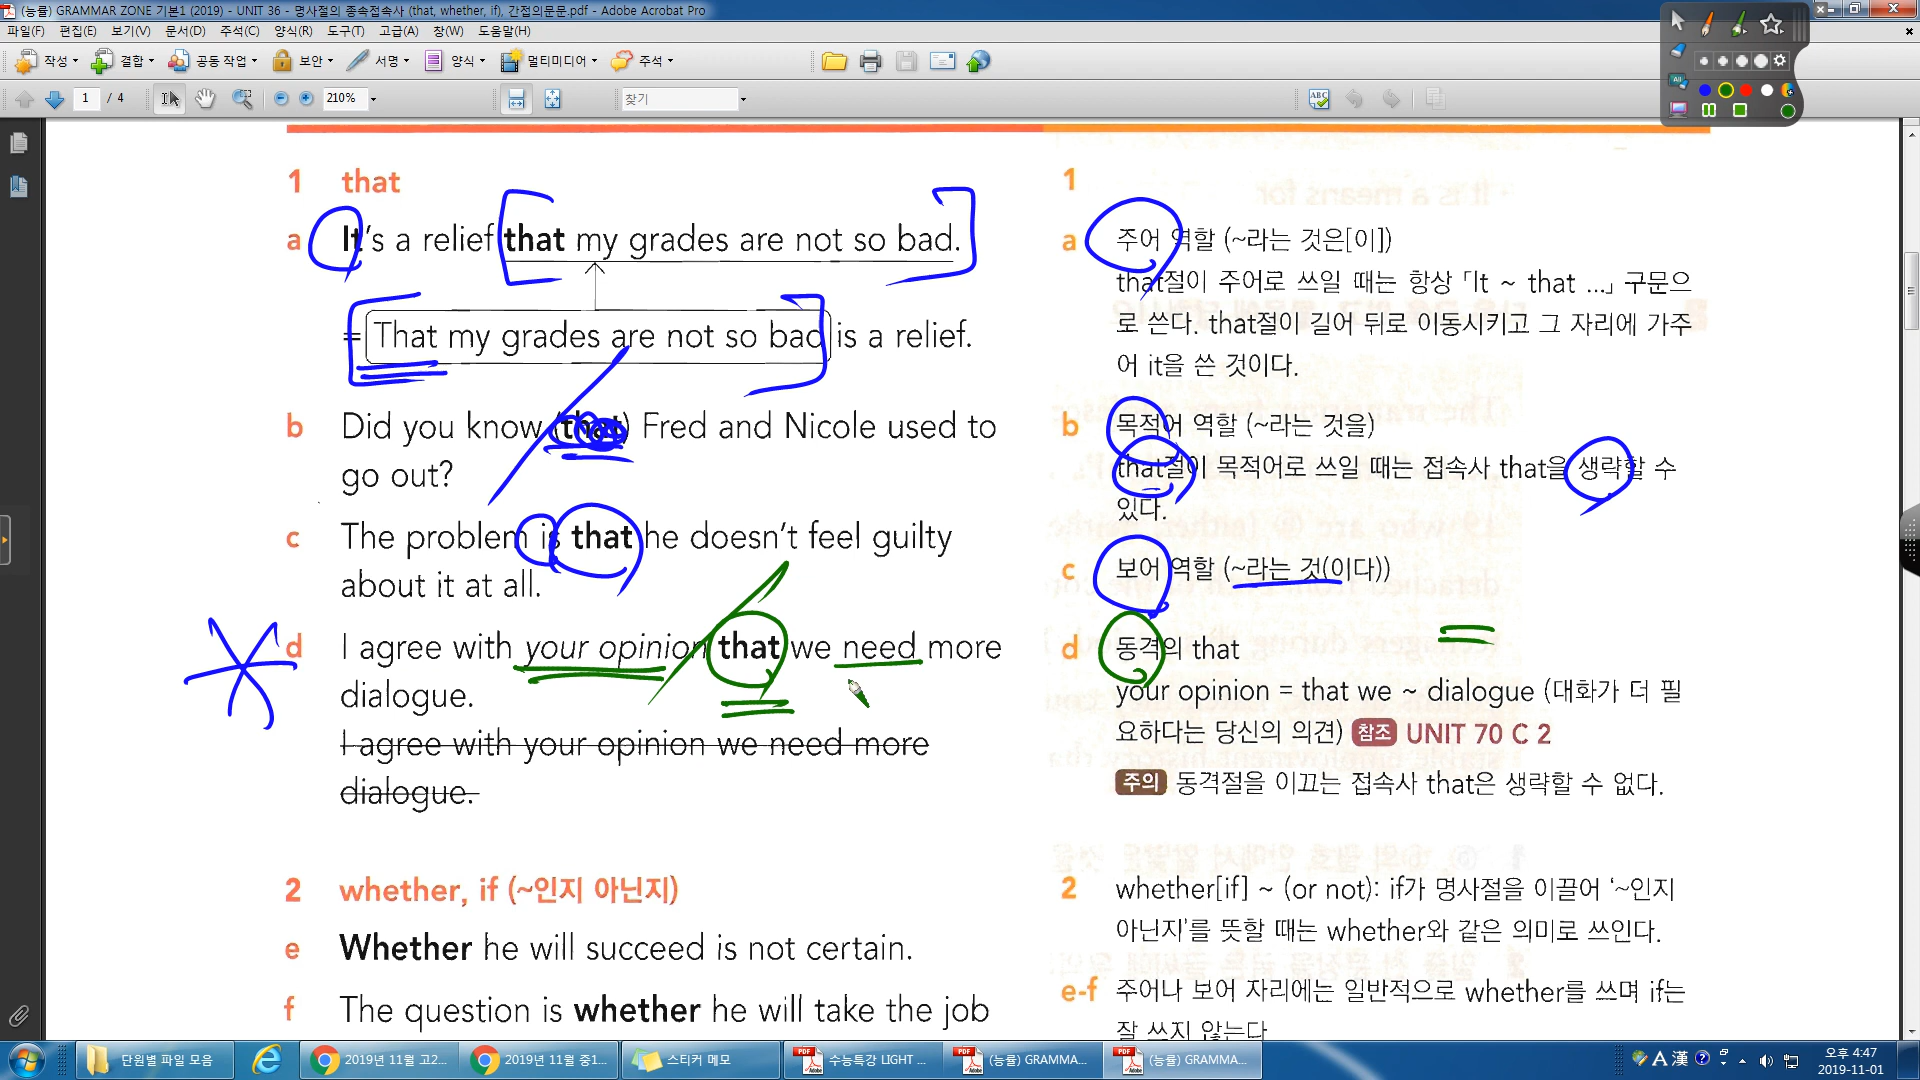 (능률) GRAMMAR ZONE 기본1 (2019) - UNIT 36 - 명사절의 종속접속사 (that, whether, if), 간접의문문.pdf - Adobe Acrobat Pro
파일(F) 편집(E) 보기(V) 문서(D) 주석(C) 양식(R) 도구(T) 고급(A) 창(W) 도움말(H)
작성 결합 공동 작업 보안 서명 양식 멀티미디어 주석
1 / 4 210% 찾기
1 that
a It's a relief that my grades are not so bad.
= That my grades are not so bad is a relief.
b Did you know (that) Fred and Nicole used to
go out?
c The problem is that he doesn't feel guilty
about it at all.
d I agree with your opinion that we need more
dialogue.
I agree with your opinion we need more
dialogue.
2 whether, if (~인지 아닌지)
e Whether he will succeed is not certain.
f The question is whether he will take the job
1
a 주어 역할 (~라는 것은[이])
that절이 주어로 쓰일 때는 항상 「It ~ that ...」 구문으
로 쓴다. that절이 길어 뒤로 이동시키고 그 자리에 가주
어 it을 쓴 것이다.
b 목적어 역할 (~라는 것을)
that절이 목적어로 쓰일 때는 접속사 that을 생략할 수
있다.
c 보어 역할 (~라는 것(이다))
d 동격의 that
your opinion = that we ~ dialogue (대화가 더 필
요하다는 당신의 의견) 참조 UNIT 70 C 2
주의 동격절을 이끄는 접속사 that은 생략할 수 없다.
2 whether[if] ~ (or not): if가 명사절을 이끌어 '~인지
아닌지'를 뜻할 때는 whether와 같은 의미로 쓰인다.
e-f 주어나 보어 자리에는 일반적으로 whether를 쓰며 if는
잘 쓰지 않는다
단원별 파일 모음 2019년 11월 고2... 2019년 11월 중1... 스티커 메모 수능특강 LIGHT ... (능률) GRAMMA... (능률) GRAMMA...
A 漢
오후 4:47
2019-11-01